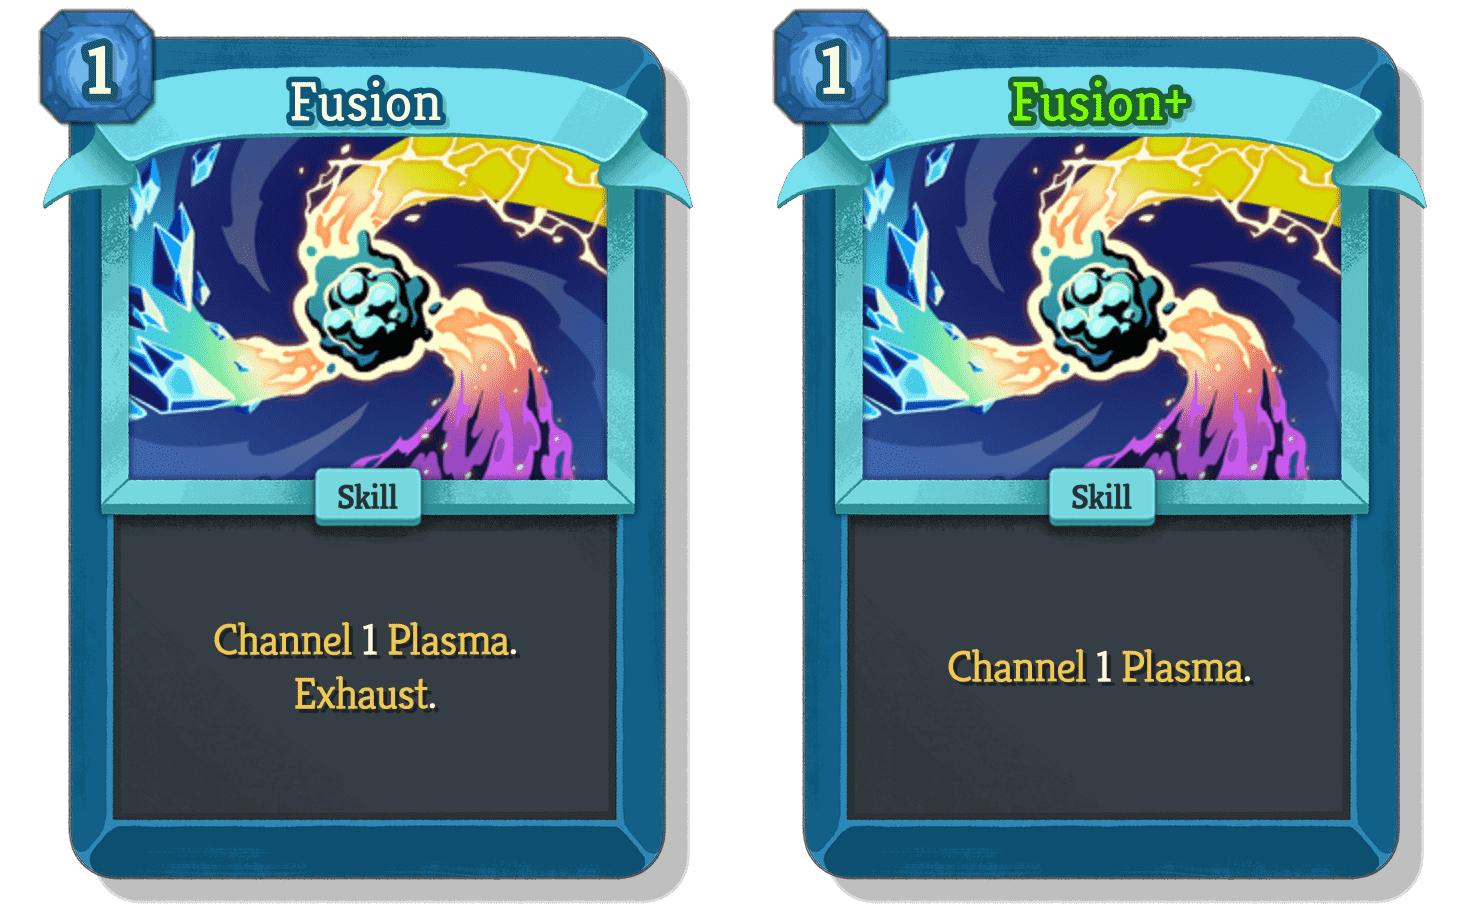 1
Fusion
Skill
Channel 1 Plasma.
Exhaust.
1
Fusion+
Skill
Channel 1 Plasma.